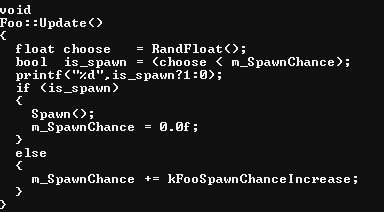 void
Foo::Update()
{
  float choose   = RandFloat();
  bool  is_spawn = (choose < m_SpawnChance);
  printf("%d",is_spawn?1:0);
  if (is_spawn)
  {
    Spawn();
    m_SpawnChance = 0.0f;
  }
  else
  {
    m_SpawnChance += kFooSpawnChanceIncrease;
  }
}